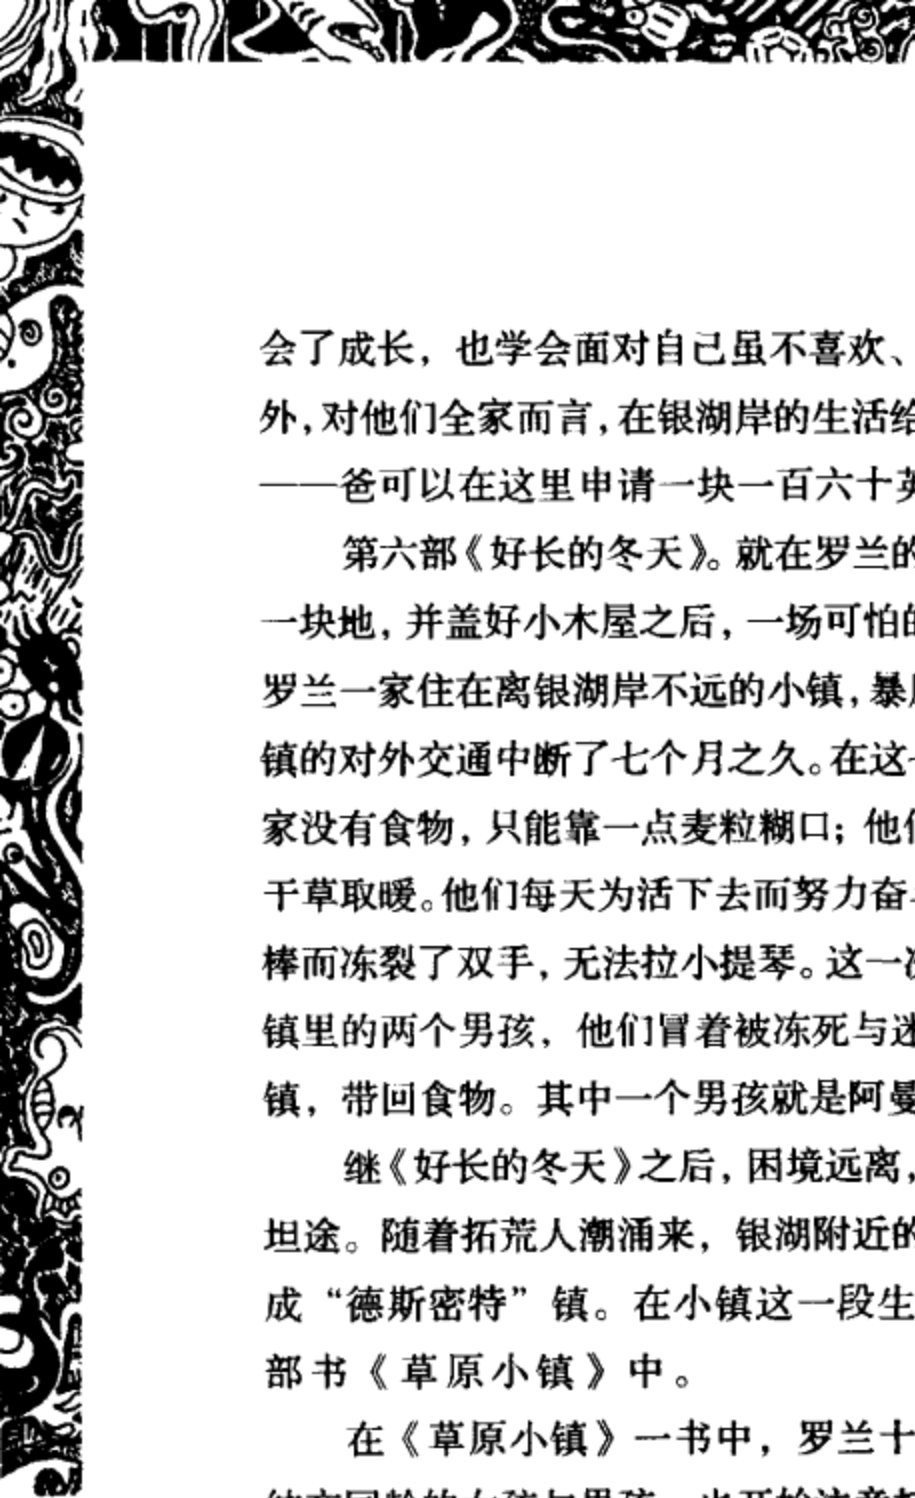 会了成长，也学会面对自己虽不喜欢、
外，对他们全家而言，在银湖岸的生活给
——爸可以在这里申请一块一百六十英
第六部《好长的冬天》。就在罗兰的
一块地，并盖好小木屋之后，一场可怕的
罗兰一家住在离银湖岸不远的小镇，暴
镇的对外交通中断了七个月之久。在这
家没有食物，只能靠一点麦粒糊口；他们
干草取暖。他们每天为活下去而努力奋
棒而冻裂了双手，无法拉小提琴。这一
镇里的两个男孩，他们冒着被冻死与迷
镇，带回食物。其中一个男孩就是阿曼
继《好长的冬天》之后，困境远离，
坦途。随着拓荒人潮涌来，银湖附近的
成“德斯密特”镇。在小镇这一段生
部书《草原小镇》中。
在《草原小镇》一书中，罗兰十